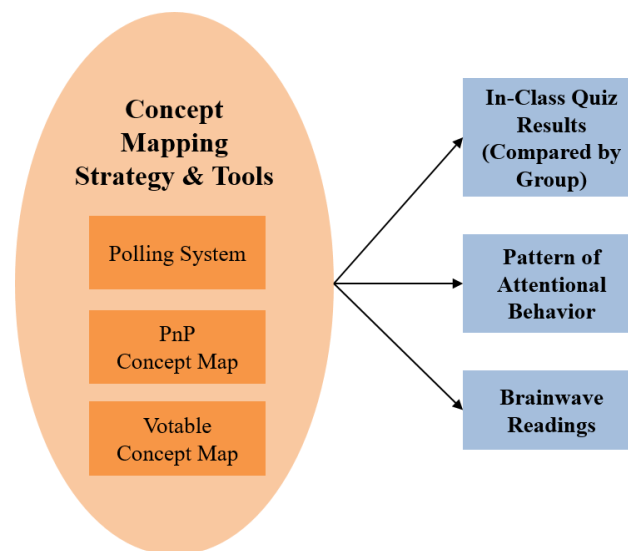 Concept
Mapping
Strategy & Tools
Polling System
PnP
Concept Map
Votable
Concept Map
In-Class Quiz
Results
(Compared by
Group)
Pattern of
Attentional
Behavior
Brainwave
Readings